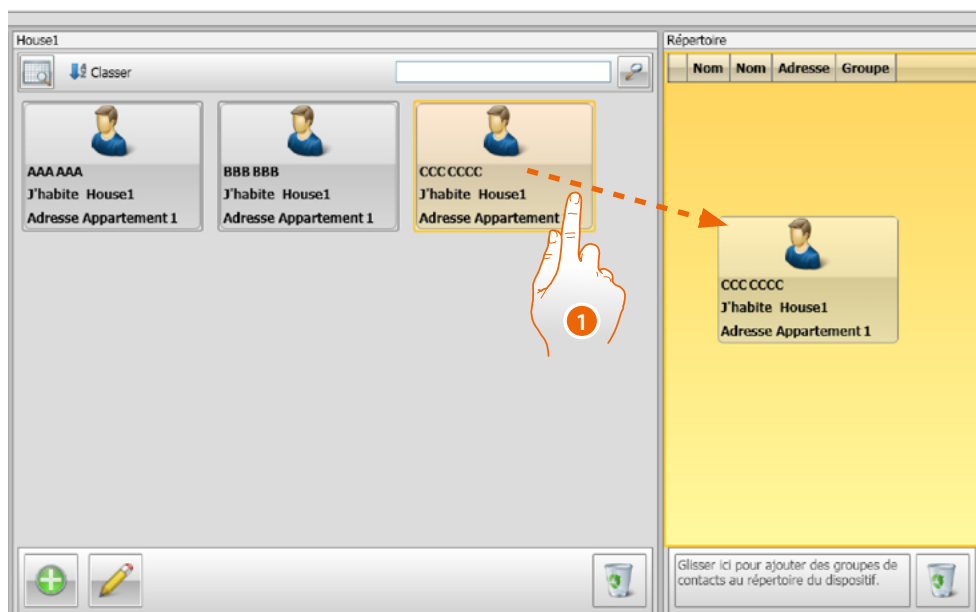 House1
Classer
AAA AAA
J'habite House1
Adresse Appartement 1
BBB BBB
J'habite House1
Adresse Appartement 1
CCC CCCC
J'habite House1
Adresse Appartement
1
Répertoire
Nom Nom Adresse Groupe
CCC CCCC
J'habite House1
Adresse Appartement 1
Glisser ici pour ajouter des groupes de
contacts au répertoire du dispositif.